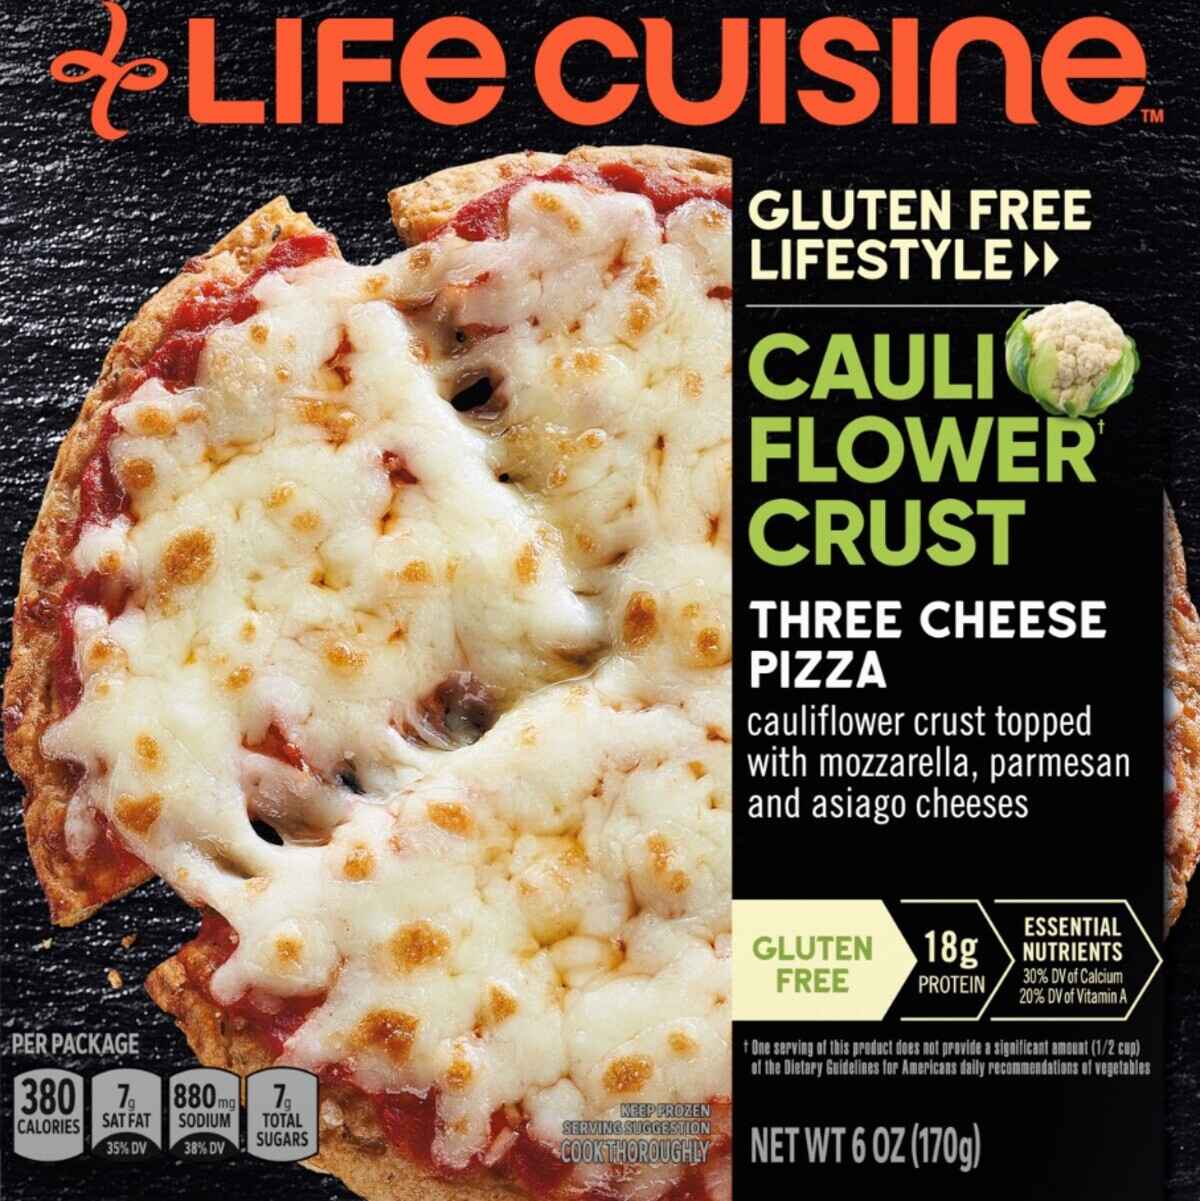 LIFE CUISINE™
GLUTEN FREE
LIFESTYLE
CAULI
FLOWER†
CRUST
THREE CHEESE
PIZZA
cauliflower crust topped
with mozzarella, parmesan
and asiago cheeses
GLUTEN
FREE
18g
PROTEIN
ESSENTIAL
NUTRIENTS
30% DV of Calcium
20% DV of Vitamin A
† One serving of this product does not provide a significant amount (1/2 cup)
of the Dietary Guidelines for Americans daily recommendations of vegetables
PER PACKAGE
380
CALORIES
7g
SAT FAT
35% DV
880mg
SODIUM
38% DV
7g
TOTAL
SUGARS
KEEP FROZEN
SERVING SUGGESTION
COOK THOROUGHLY
NET WT 6 OZ (170g)